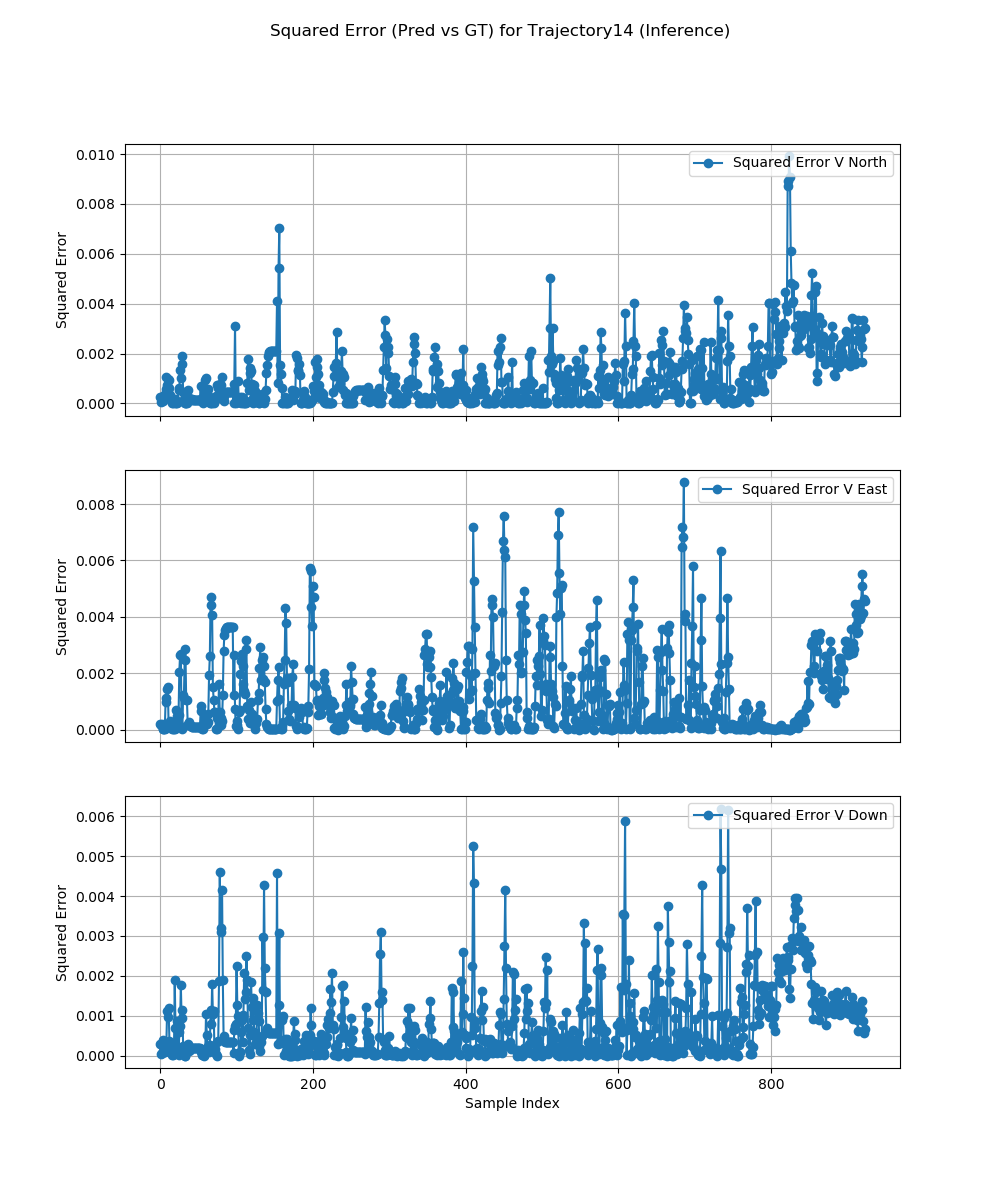 Squared Error (Pred vs GT) for Trajectory14 (Inference)
0.010
0.008
0.006
0.004
0.002
0.000
Squared Error
Squared Error V North
0.008
0.006
0.004
0.002
0.000
Squared Error
Squared Error V East
0.006
0.005
0.004
0.003
0.002
0.001
0.000
Squared Error
Squared Error V Down
0 200 400 600 800
Sample Index